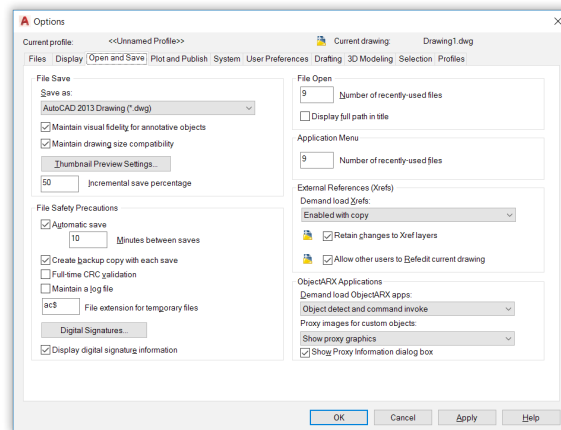 Options
Current profile: <<Unnamed Profile>> Current drawing: Drawing1.dwg
Files Display Open and Save Plot and Publish System User Preferences Drafting 3D Modeling Selection Profiles
File Save
Save as:
AutoCAD 2013 Drawing (*.dwg)
Maintain visual fidelity for annotative objects
Maintain drawing size compatibility
Thumbnail Preview Settings...
50 Incremental save percentage
File Safety Precautions
Automatic save
10 Minutes between saves
Create backup copy with each save
Full-time CRC validation
Maintain a log file
ac$ File extension for temporary files
Digital Signatures...
Display digital signature information
File Open
9 Number of recently-used files
Display full path in title
Application Menu
9 Number of recently-used files
External References (Xrefs)
Demand load Xrefs:
Enabled with copy
Retain changes to Xref layers
Allow other users to Refedit current drawing
ObjectARX Applications
Demand load ObjectARX apps:
Object detect and command invoke
Proxy images for custom objects:
Show proxy graphics
Show Proxy Information dialog box
OK Cancel Apply Help